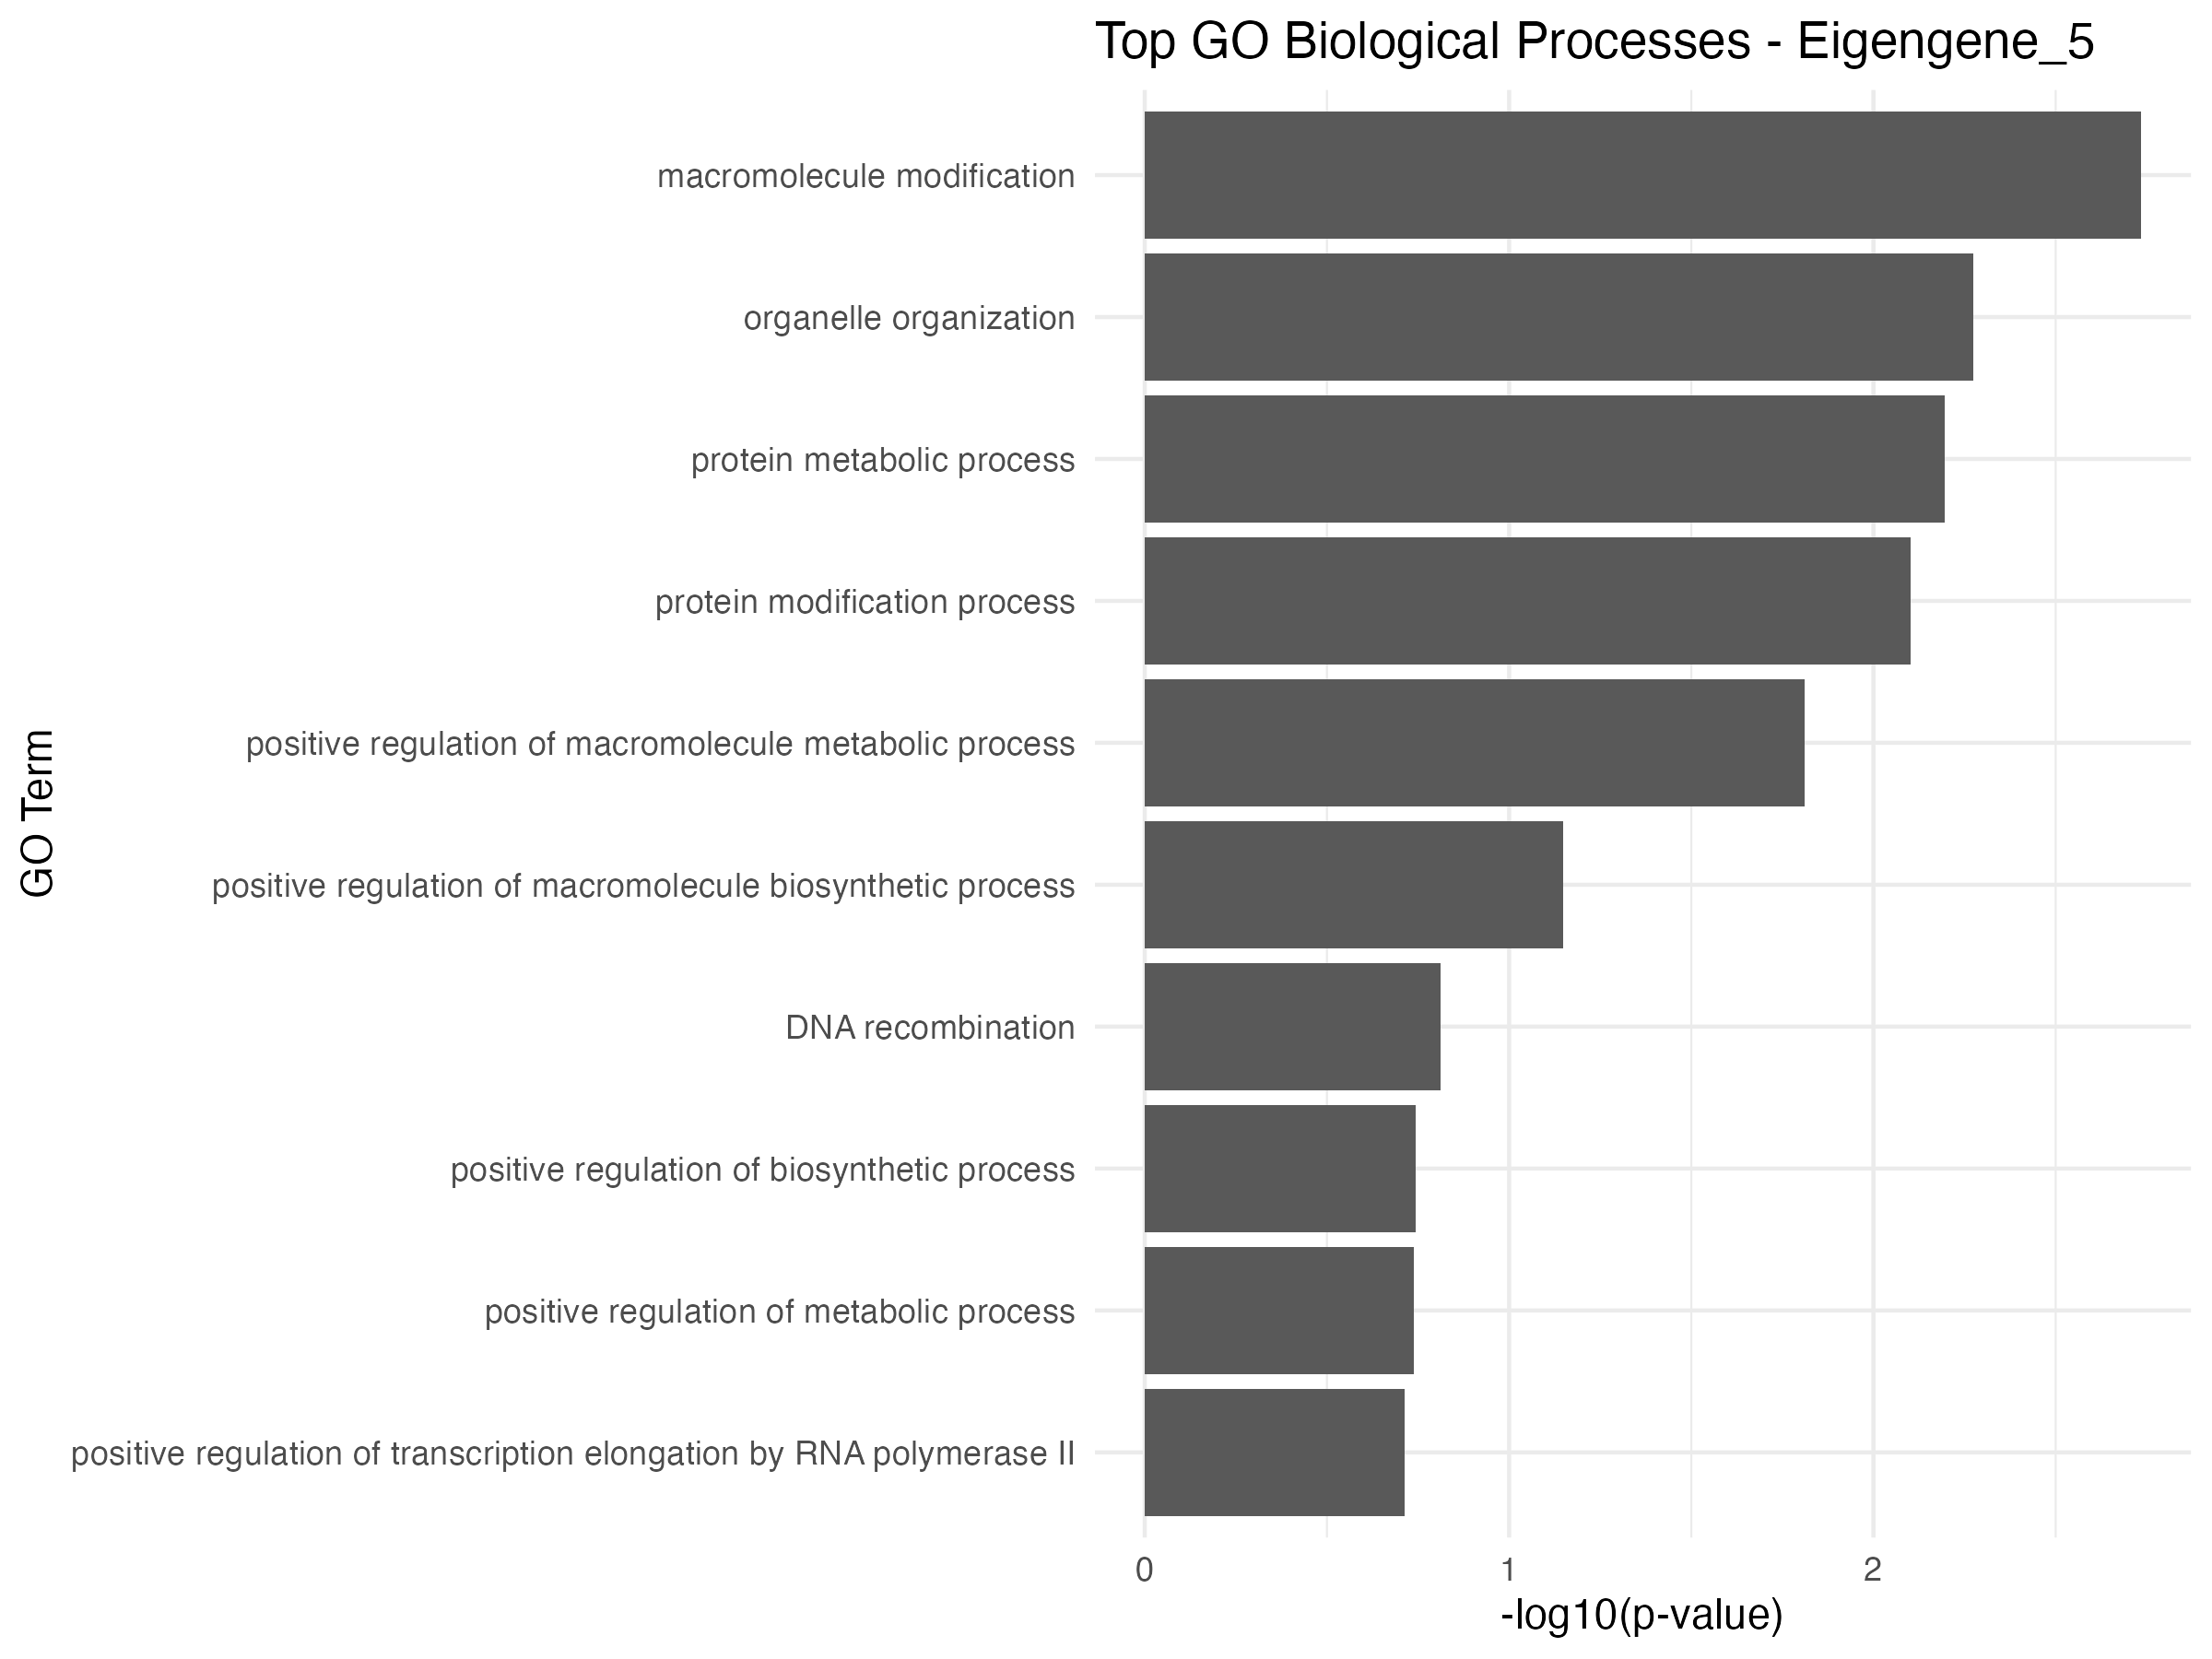 Top GO Biological Processes - Eigengene_5
GO Term
macromolecule modification
organelle organization
protein metabolic process
protein modification process
positive regulation of macromolecule metabolic process
positive regulation of macromolecule biosynthetic process
DNA recombination
positive regulation of biosynthetic process
positive regulation of metabolic process
positive regulation of transcription elongation by RNA polymerase II
0 1 2
-log10(p-value)